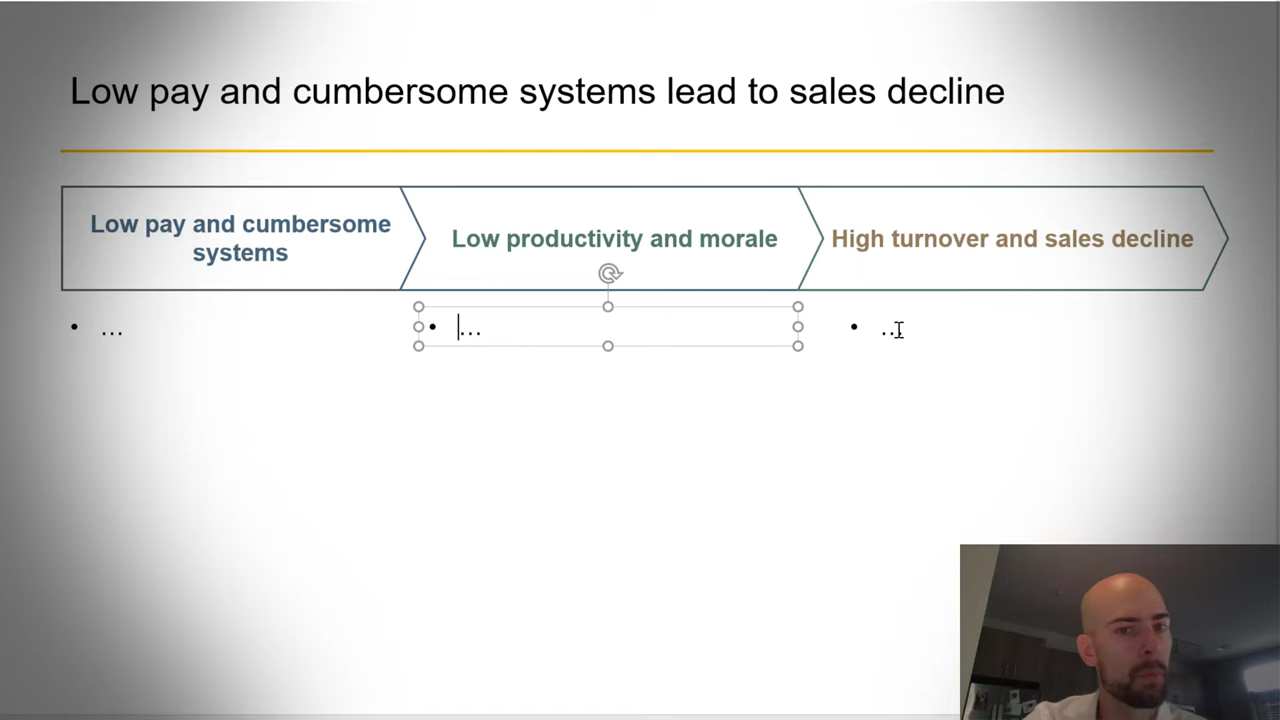 Low pay and cumbersome systems lead to sales decline
Low pay and cumbersome
systems
Low productivity and morale
High turnover and sales decline
• …
• …
• …